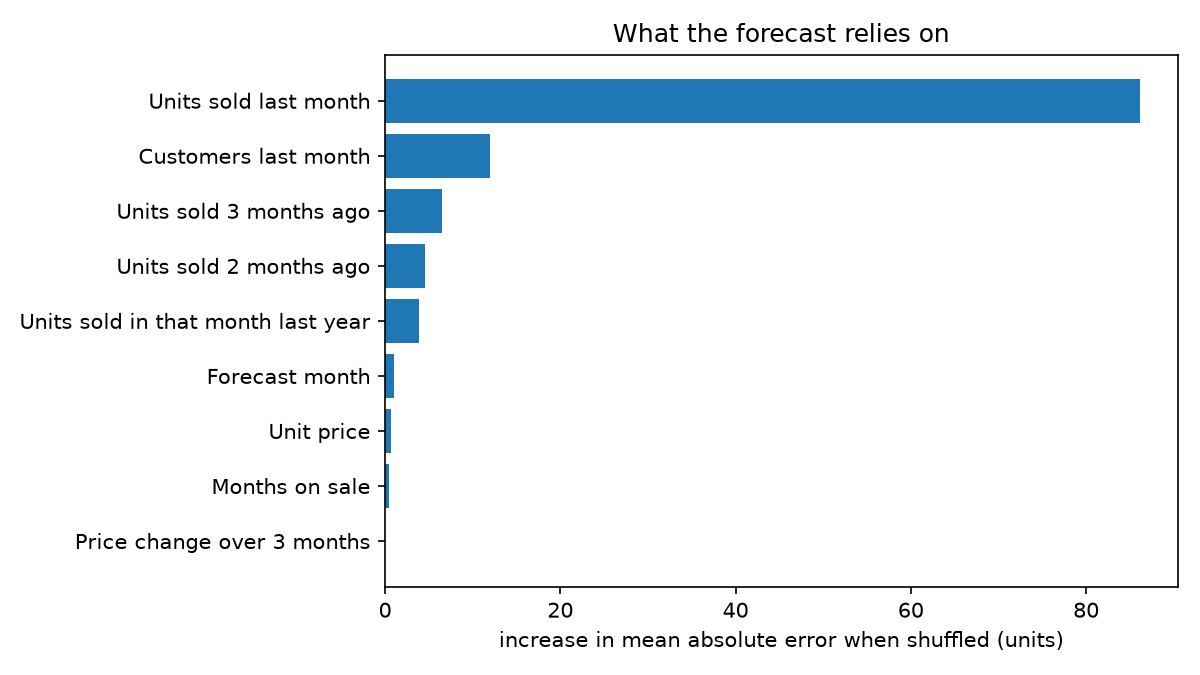 What the forecast relies on
Units sold last month
Customers last month
Units sold 3 months ago
Units sold 2 months ago
Units sold in that month last year
Forecast month
Unit price
Months on sale
Price change over 3 months
0 20 40 60 80
increase in mean absolute error when shuffled (units)